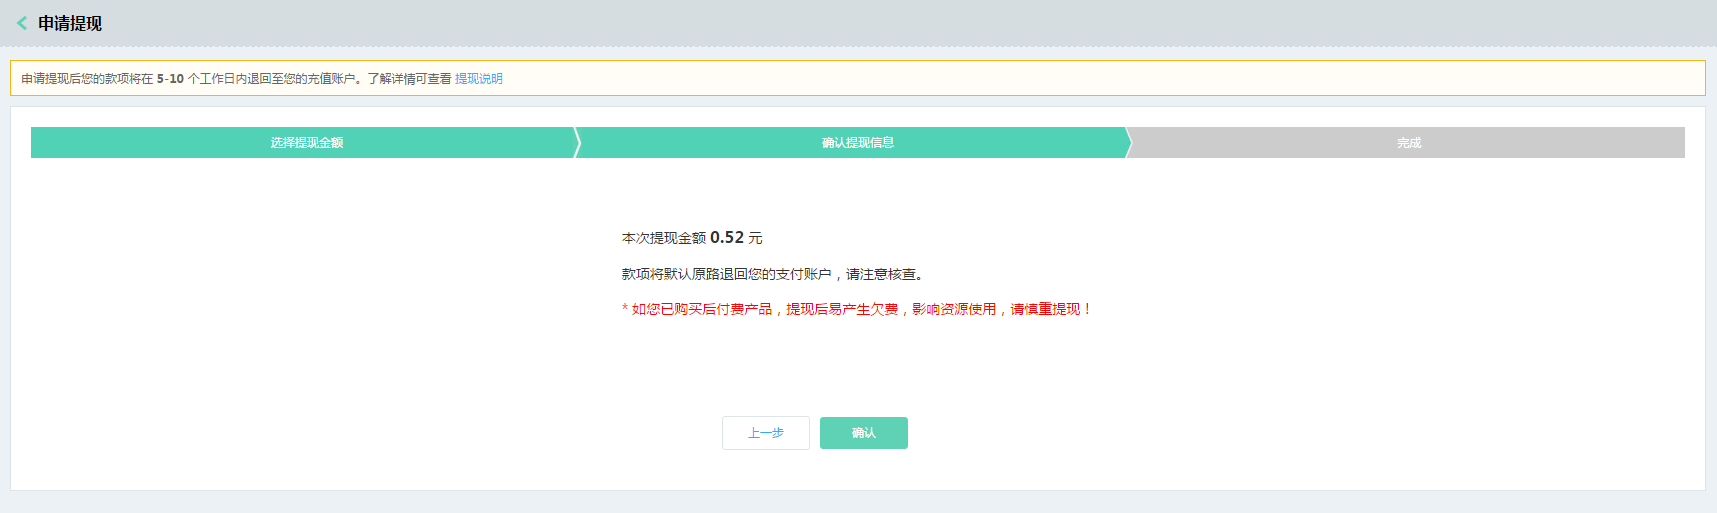 申请提现
申请提现后您的款项将在 5-10 个工作日内退回至您的充值账户。了解详情可查看 提现说明
选择提现金额
确认提现信息
完成
本次提现金额 0.52 元
款项将默认原路退回您的支付账户，请注意核查。
* 如您已购买后付费产品，提现后易产生欠费，影响资源使用，请慎重提现！
上一步
确认